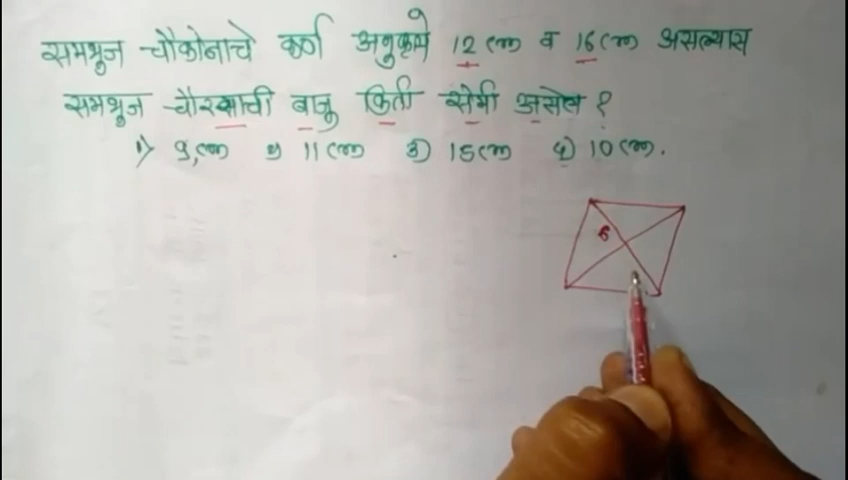 समभुज चौकोनाचे कर्ण अनुक्रमे 12 cm व 16 cm असल्यास
समभुज चौरसाची बाजु किती सेमी असेल ?
1) 9 cm 2) 11 cm 3) 15 cm 4) 10 cm.
6